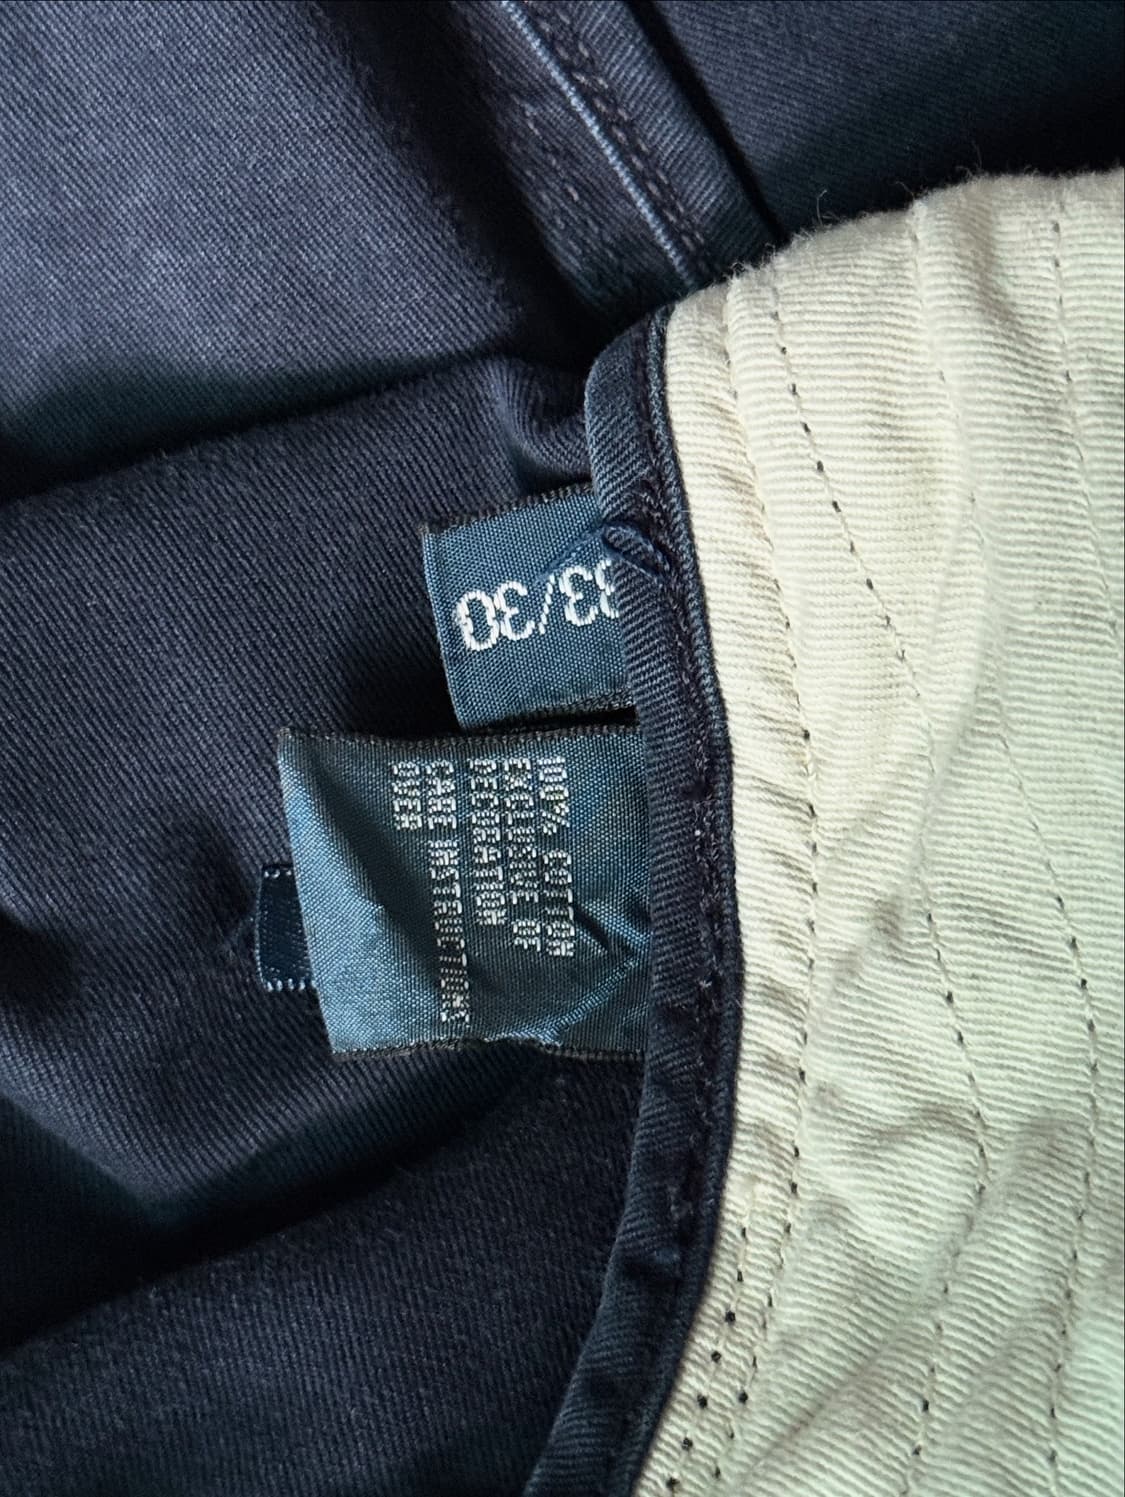 33/30
100% COTTON
EXCLUSIVE OF
DECORATION
CARE INSTRUCTIONS
OVER